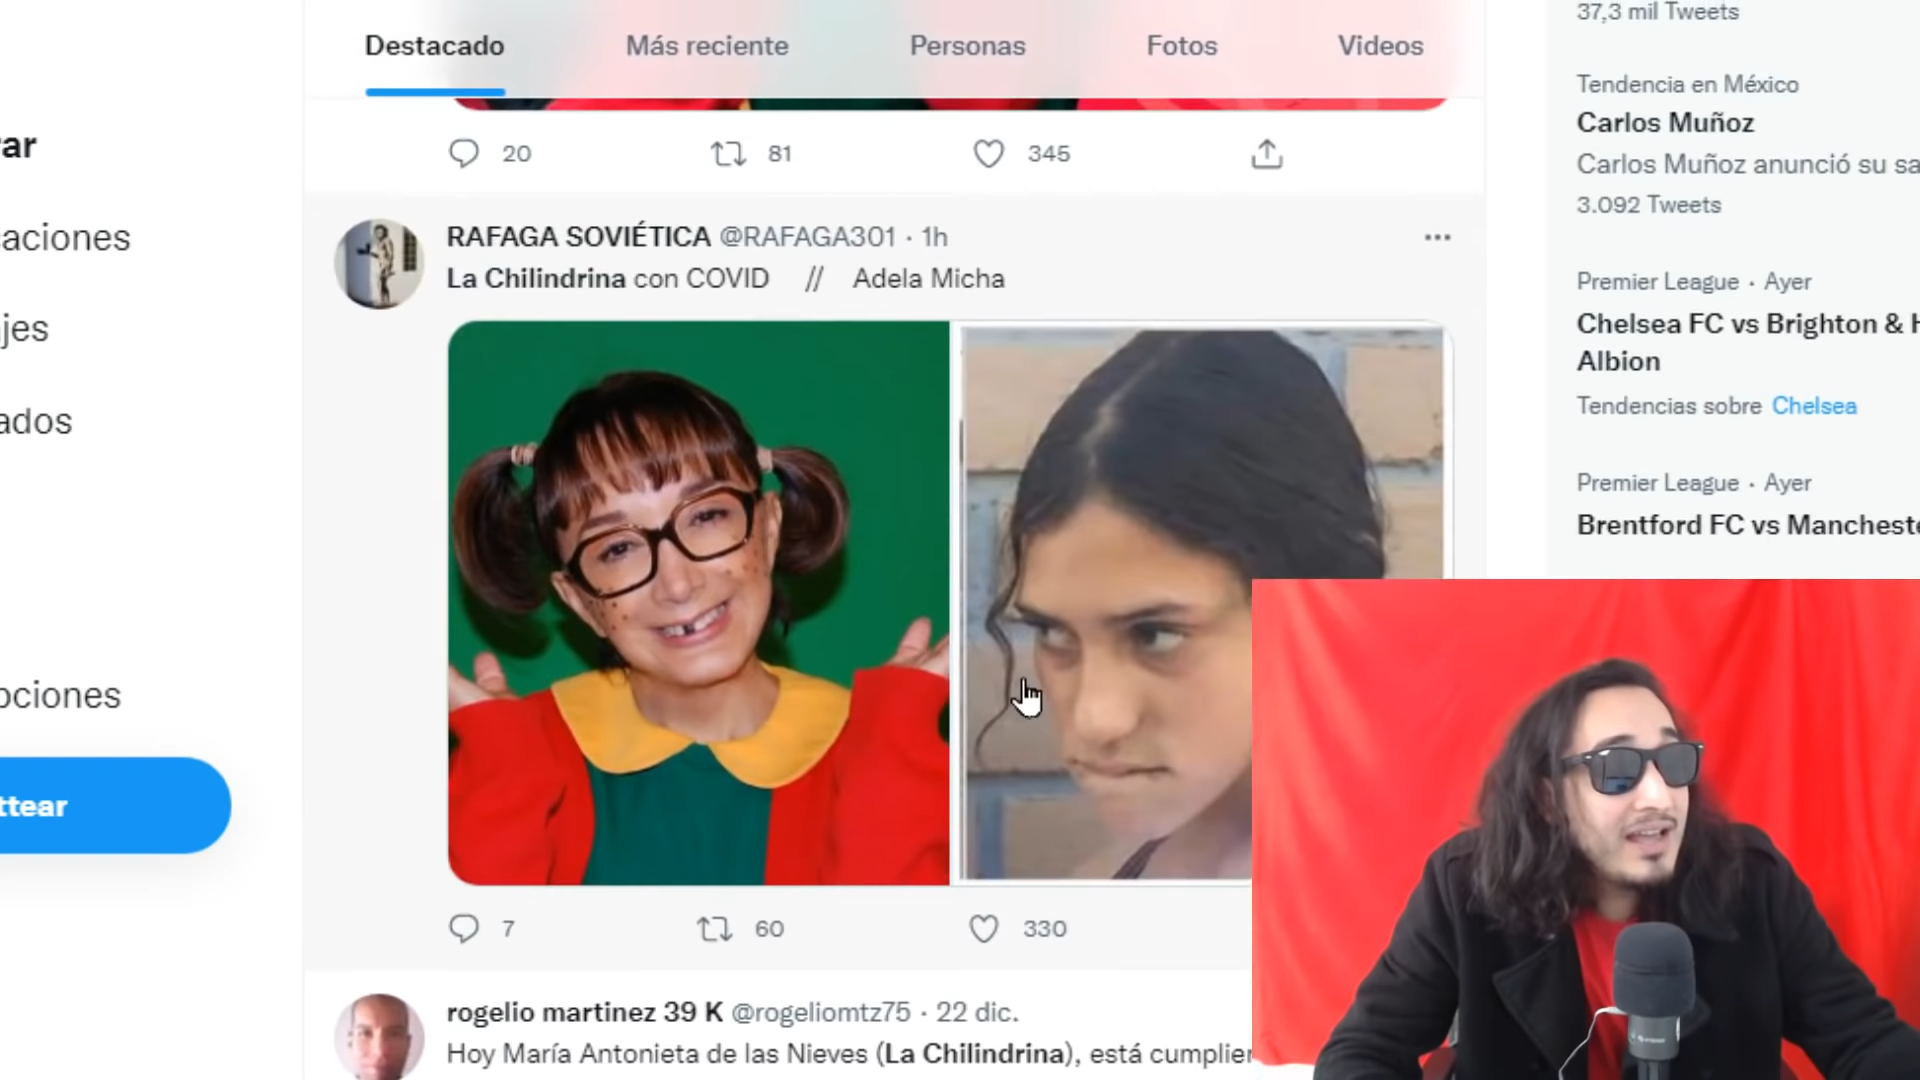 Destacado
Más reciente
Personas
Fotos
Videos
20
81
345
RAFAGA SOVIÉTICA @RAFAGA301 · 1h
La Chilindrina con COVID // Adela Micha
7
60
330
rogelio martinez 39 K @rogeliomtz75 · 22 dic.
Hoy María Antonieta de las Nieves (La Chilindrina), está cumplier
ar
aciones
jes
ados
ociones
ttear
37,3 mil Tweets
Tendencia en México
Carlos Muñoz
Carlos Muñoz anunció su sa
3.092 Tweets
Premier League · Ayer
Chelsea FC vs Brighton & H
Albion
Tendencias sobre Chelsea
Premier League · Ayer
Brentford FC vs Mancheste